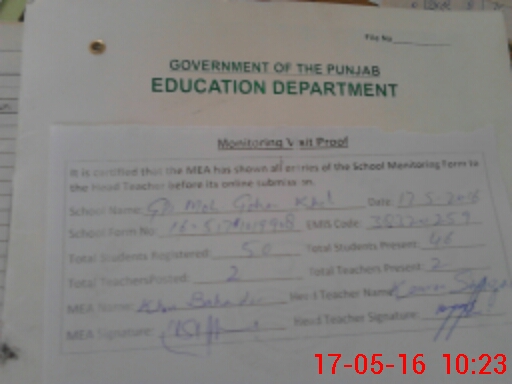 File No
GOVERNMENT OF THE PUNJAB
EDUCATION DEPARTMENT
Monitoring Visit Proof
It is certified that the MEA has shown all entries of the School Monitoring Form to
the Head Teacher before its online submission.
School Name: Date: 17.5.2016
School Form No:
EMIS Code:
Total Students Registered: 50 Total Students Present: 46
Total TeachersPosted: 2 Total Teachers Present: 2
MEA Name: Head Teacher Name:
MEA Signature: Head Teacher Signature:
17-05-16 10:23